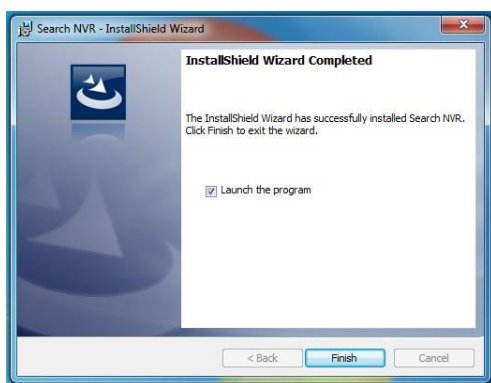 Search NVR - InstallShield Wizard
InstallShield Wizard Completed
The InstallShield Wizard has successfully installed Search NVR.
Click Finish to exit the wizard.
Launch the program
< Back
Finish
Cancel